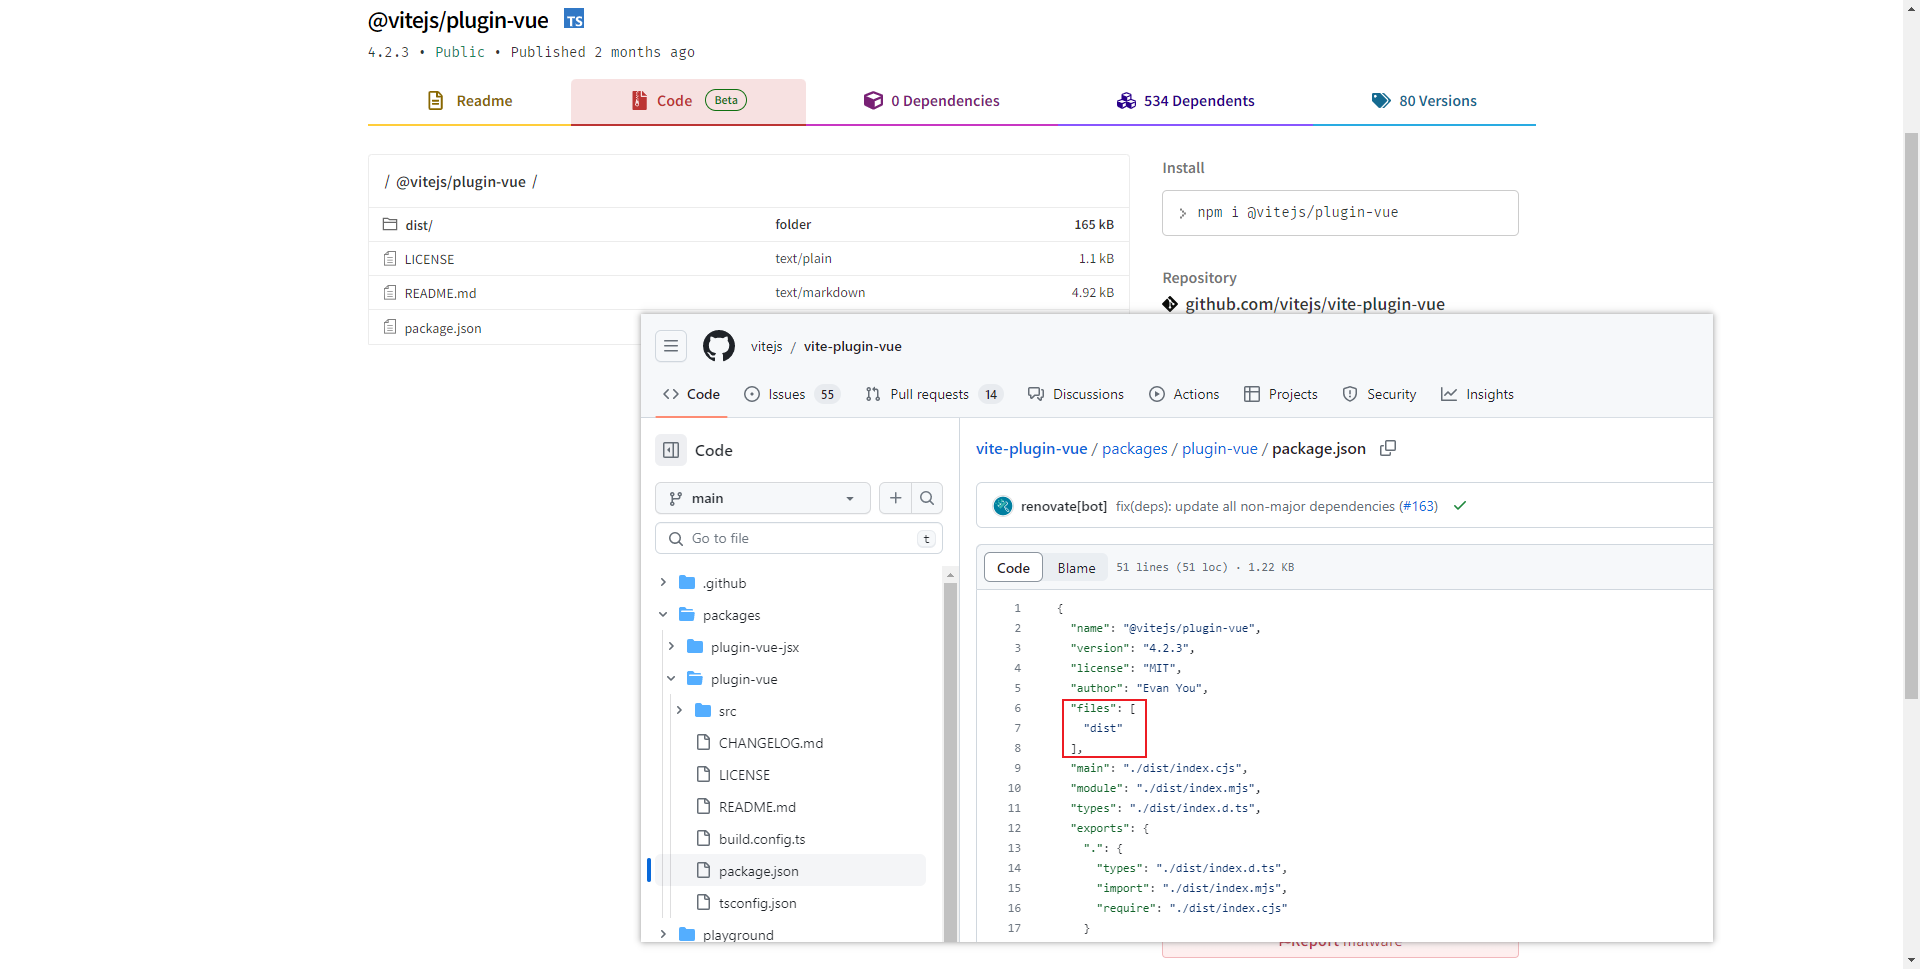 @vitejs/plugin-vue TS
4.2.3 • Public • Published 2 months ago
Readme
Code Beta
0 Dependencies
534 Dependents
80 Versions
/ @vitejs/plugin-vue /
dist/ folder 165 kB
LICENSE text/plain 1.1 kB
README.md text/markdown 4.92 kB
package.json
Install
> npm i @vitejs/plugin-vue
Repository
github.com/vitejs/vite-plugin-vue
vitejs / vite-plugin-vue
Code
Issues 55
Pull requests 14
Discussions
Actions
Projects
Security
Insights
Code
main
Go to file t
.github
packages
plugin-vue-jsx
plugin-vue
src
CHANGELOG.md
LICENSE
README.md
build.config.ts
package.json
tsconfig.json
playground
vite-plugin-vue / packages / plugin-vue / package.json
renovate[bot] fix(deps): update all non-major dependencies (#163)
Code Blame 51 lines (51 loc) · 1.22 KB
1 {
2 "name": "@vitejs/plugin-vue",
3 "version": "4.2.3",
4 "license": "MIT",
5 "author": "Evan You",
6 "files": [
7 "dist"
8 ],
9 "main": "./dist/index.cjs",
10 "module": "./dist/index.mjs",
11 "types": "./dist/index.d.ts",
12 "exports": {
13 ".": {
14 "types": "./dist/index.d.ts",
15 "import": "./dist/index.mjs",
16 "require": "./dist/index.cjs"
17 }
Report malware